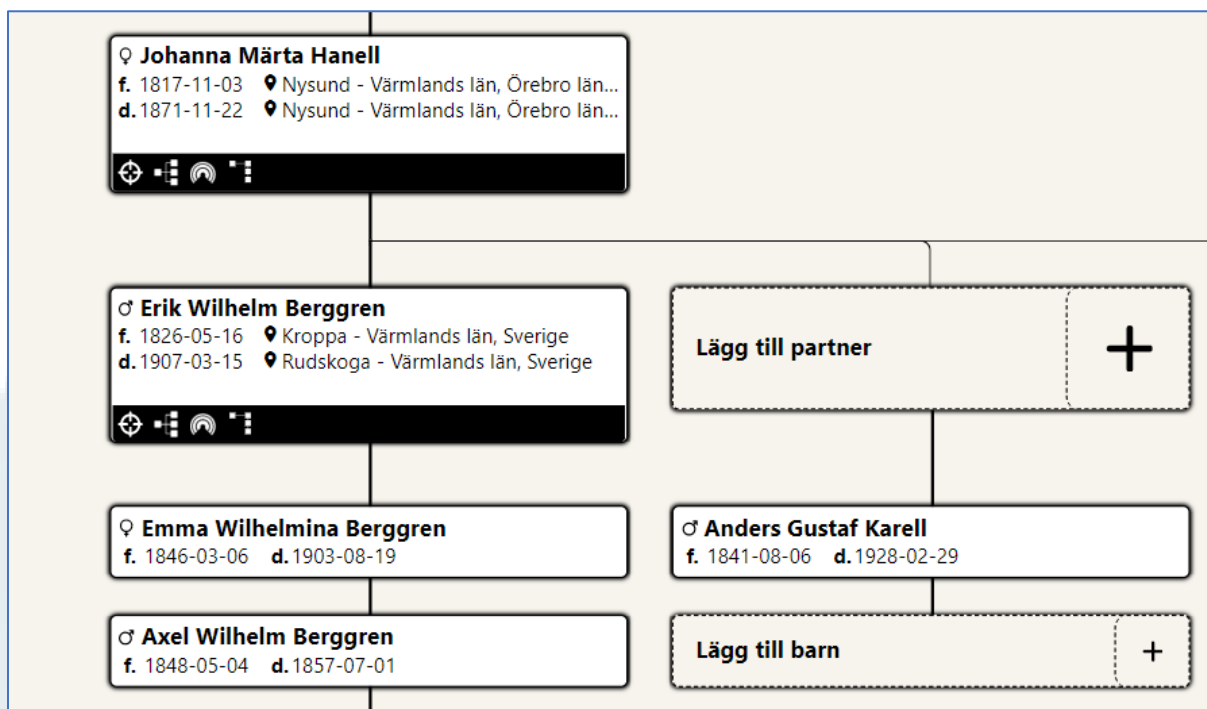 ♀ Johanna Märta Hanell
f. 1817-11-03 Nysund - Värmlands län, Örebro län...
d. 1871-11-22 Nysund - Värmlands län, Örebro län...
♂ Erik Wilhelm Berggren
f. 1826-05-16 Kroppa - Värmlands län, Sverige
d. 1907-03-15 Rudskoga - Värmlands län, Sverige
Lägg till partner
+
♀ Emma Wilhelmina Berggren
f. 1846-03-06 d. 1903-08-19
♂ Axel Wilhelm Berggren
f. 1848-05-04 d. 1857-07-01
♂ Anders Gustaf Karell
f. 1841-08-06 d. 1928-02-29
Lägg till barn
+